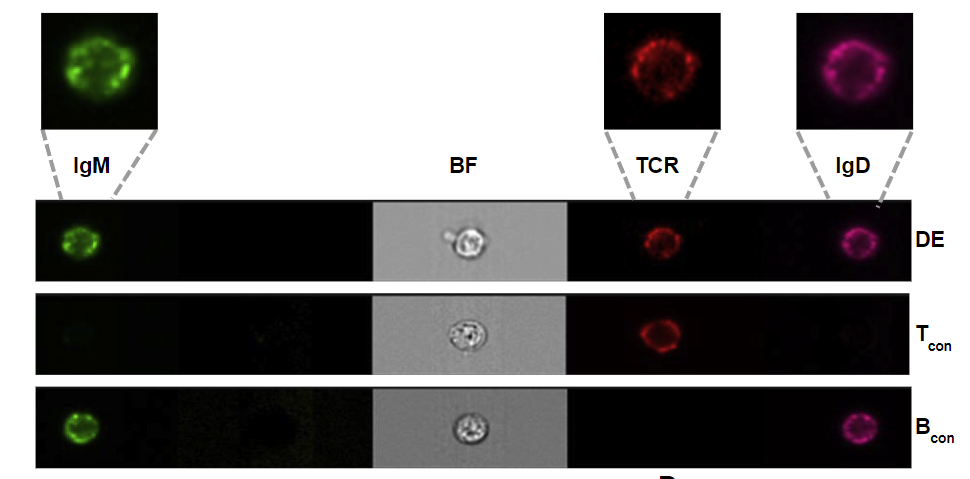 IgM BF TCR IgD
DE
Tcon
Bcon